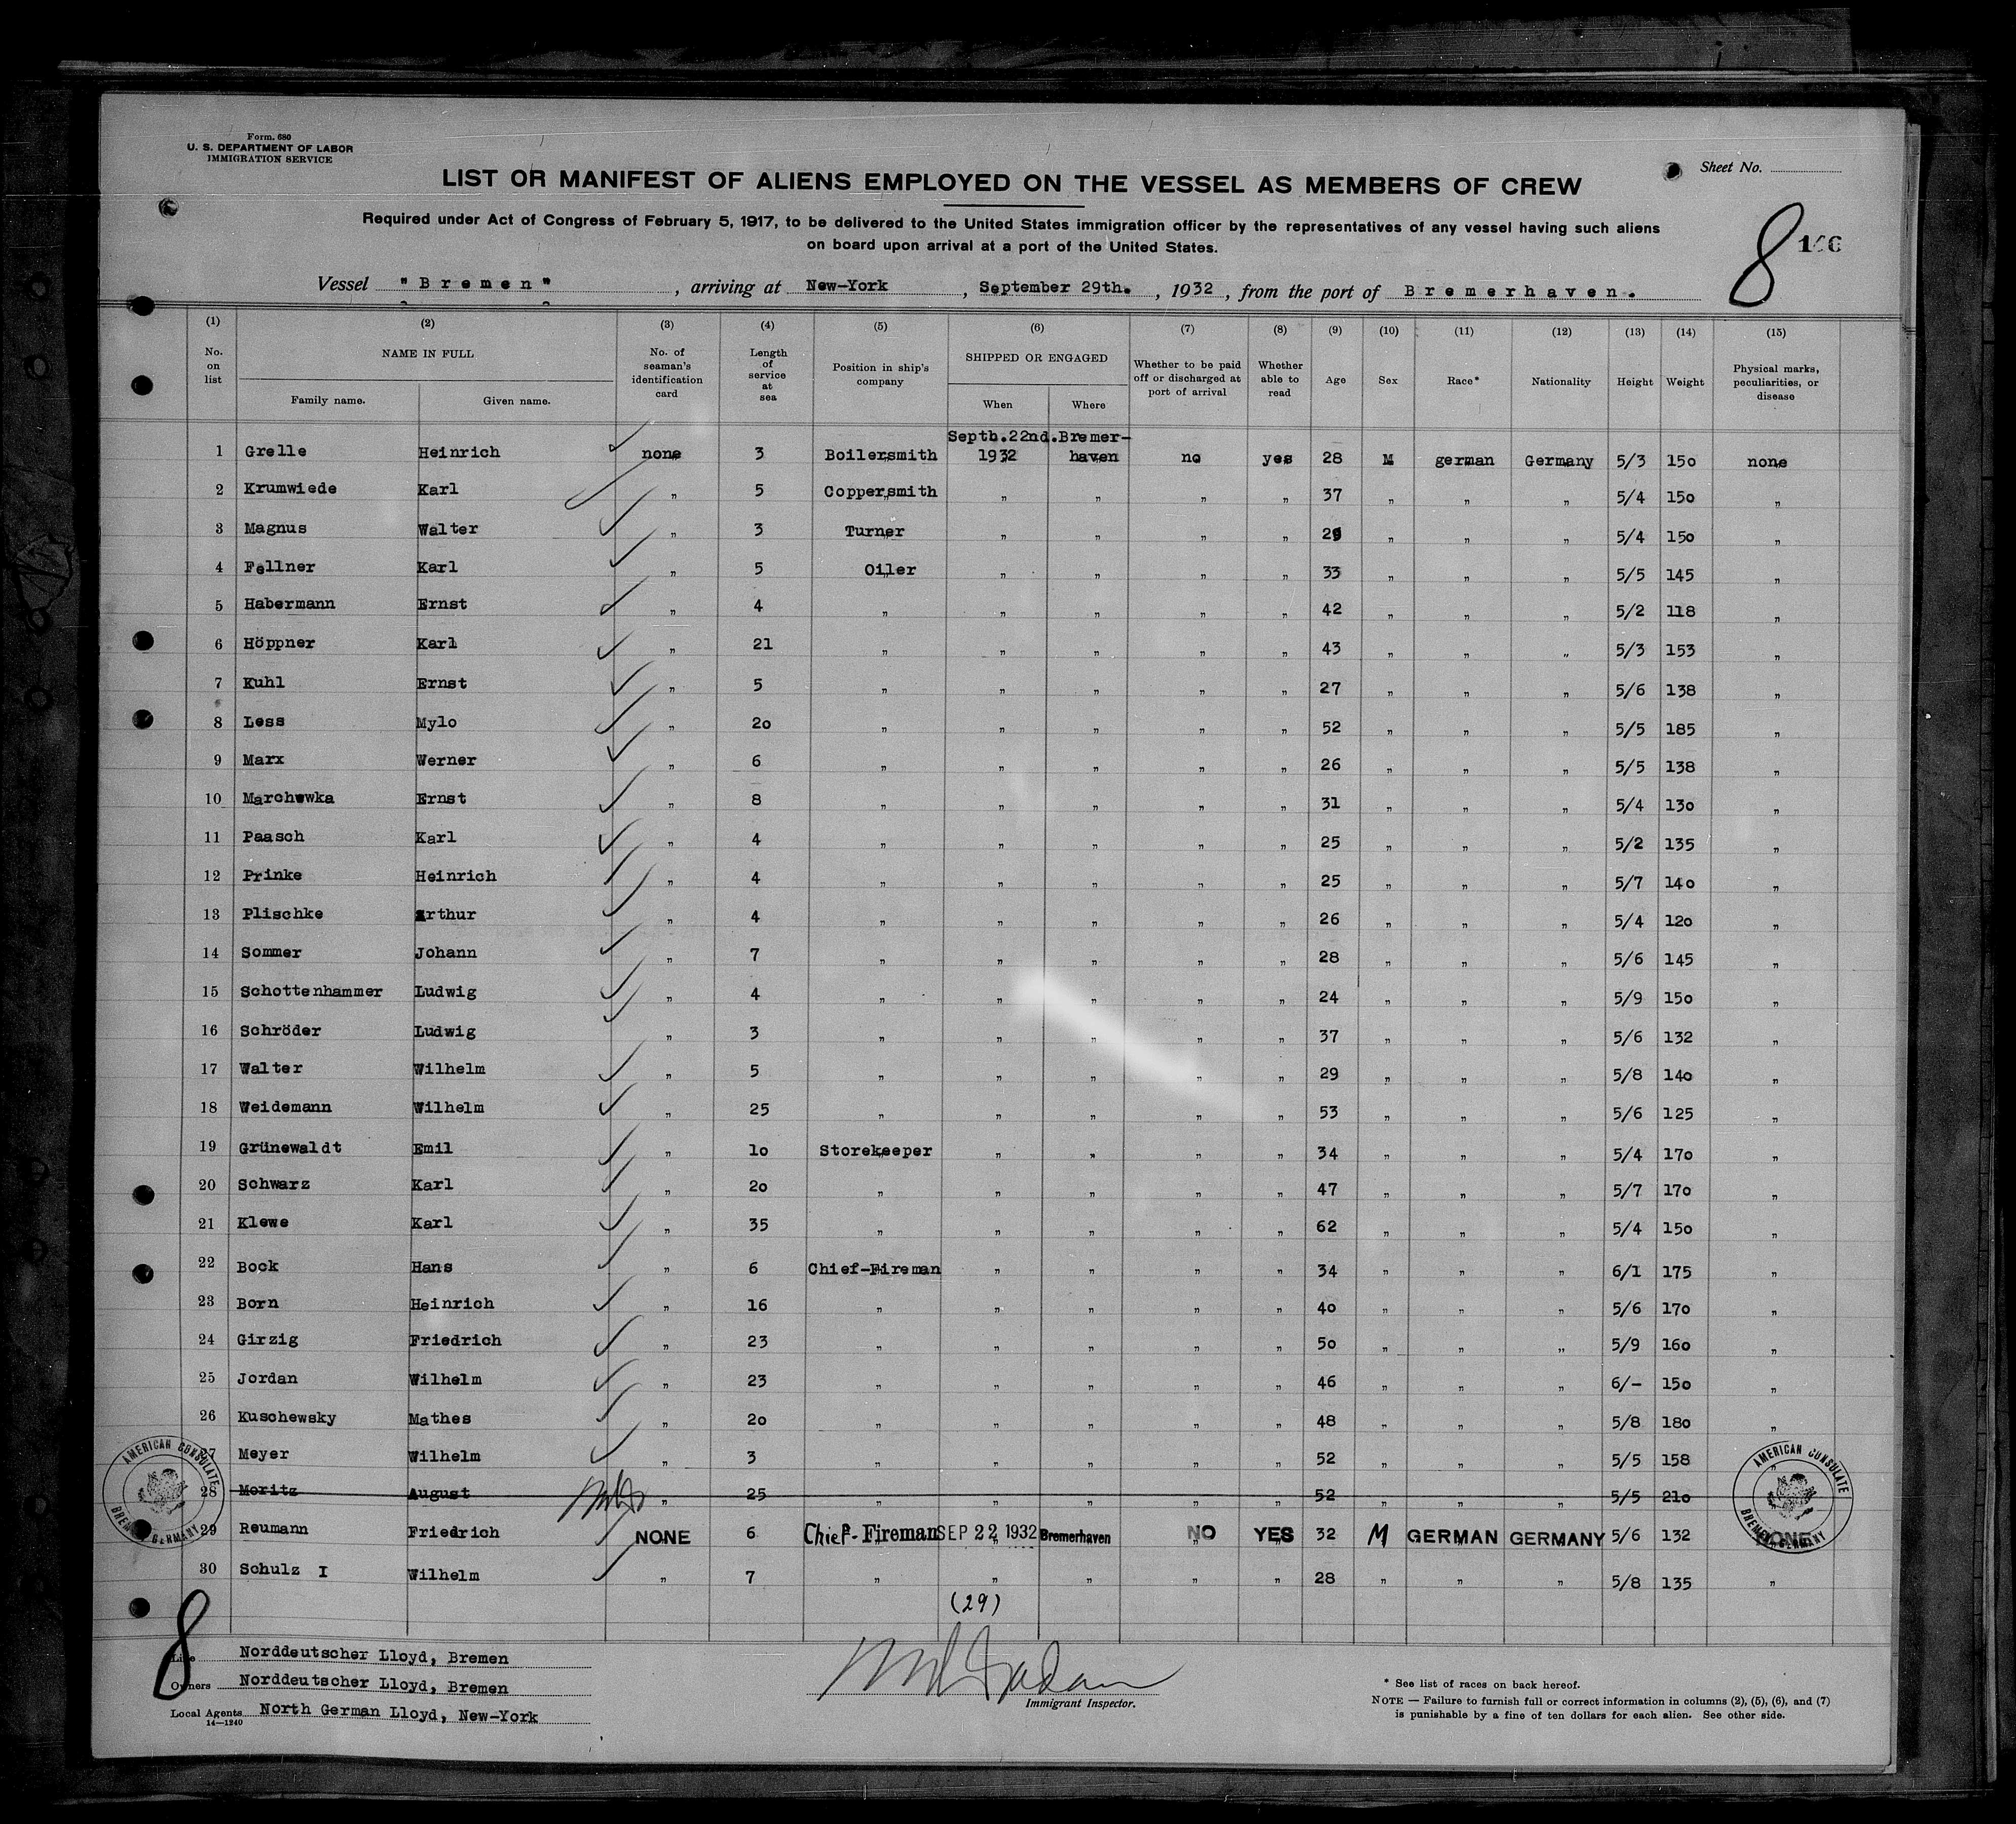 Form. 680
U. S. DEPARTMENT OF LABOR
IMMIGRATION SERVICE
Sheet No.
LIST OR MANIFEST OF ALIENS EMPLOYED ON THE VESSEL AS MEMBERS OF CREW
Required under Act of Congress of February 5, 1917, to be delivered to the United States immigration officer by the representatives of any vessel having such aliens
on board upon arrival at a port of the United States.
8
Vessel "Bremen", arriving at New-York, September 29th., 1932, from the port of Bremerhaven.
(1) (2) (3) (4) (5) (6) (7) (8) (9) (10) (11) (12) (13) (14) (15)
No. on list NAME IN FULL Family name. Given name. No. of seaman's identification card Length of service at sea Position in ship's company SHIPPED OR ENGAGED When Where Whether to be paid off or discharged at port of arrival Whether able to read Age Sex Race* Nationality Height Weight Physical marks, peculiarities, or disease
1 Grelle Heinrich none 3 Boilersmith Septb.22nd. 1932 Bremer-haven no yes 28 M german Germany 5/3 150 none
2 Krumwiede Karl „ 5 Coppersmith „ „ „ „ 37 „ „ „ 5/4 150 „
3 Magnus Walter „ 3 Turner „ „ „ „ 29 „ „ „ 5/4 150 „
4 Fellner Karl „ 5 Oiler „ „ „ „ 33 „ „ „ 5/5 145 „
5 Habermann Ernst „ 4 „ „ „ „ „ 42 „ „ „ 5/2 118 „
6 Höppner Karl „ 21 „ „ „ „ „ 43 „ „ „ 5/3 153 „
7 Kuhl Ernst „ 5 „ „ „ „ „ 27 „ „ „ 5/6 138 „
8 Less Mylo „ 20 „ „ „ „ „ 52 „ „ „ 5/5 185 „
9 Marx Werner „ 6 „ „ „ „ „ 26 „ „ „ 5/5 138 „
10 Marchewka Ernst „ 8 „ „ „ „ „ 31 „ „ „ 5/4 130 „
11 Paasch Karl „ 4 „ „ „ „ „ 25 „ „ „ 5/2 135 „
12 Prinke Heinrich „ 4 „ „ „ „ „ 25 „ „ „ 5/7 140 „
13 Plischke Arthur „ 4 „ „ „ „ „ 26 „ „ „ 5/4 120 „
14 Sommer Johann „ 7 „ „ „ „ „ 28 „ „ „ 5/6 145 „
15 Schottenhammer Ludwig „ 4 „ „ „ „ „ 24 „ „ „ 5/9 150 „
16 Schröder Ludwig „ 3 „ „ „ „ „ 37 „ „ „ 5/6 132 „
17 Walter Wilhelm „ 5 „ „ „ „ „ 29 „ „ „ 5/8 140 „
18 Weidemann Wilhelm „ 25 „ „ „ „ „ 53 „ „ „ 5/6 125 „
19 Grünewaldt Emil „ 10 Storekeeper „ „ „ „ 34 „ „ „ 5/4 170 „
20 Schwarz Karl „ 20 „ „ „ „ „ 47 „ „ „ 5/7 170 „
21 Klewe Karl „ 35 „ „ „ „ „ 62 „ „ „ 5/4 150 „
22 Bock Hans „ 6 Chief-Fireman „ „ „ „ 34 „ „ „ 6/1 175 „
23 Born Heinrich „ 16 „ „ „ „ „ 40 „ „ „ 5/6 170 „
24 Girzig Friedrich „ 23 „ „ „ „ „ 50 „ „ „ 5/9 160 „
25 Jordan Wilhelm „ 23 „ „ „ „ „ 46 „ „ „ 6/- 150 „
26 Kuschewsky Mathes „ 20 „ „ „ „ „ 48 „ „ „ 5/8 180 „
27 Meyer Wilhelm „ 3 „ „ „ „ „ 52 „ „ „ 5/5 158 „
28 Moritz August „ 25 „ „ „ „ „ 52 „ „ „ 5/5 210
29 Reumann Friedrich NONE 6 Chief-Fireman SEP 22 1932 Bremerhaven NO YES 32 M GERMAN GERMANY 5/6 132 NONE
30 Schulz I Wilhelm „ 7 „ „ „ „ „ 28 „ „ „ 5/8 135 „
AMERICAN CONSULATE BREMEN, GERMANY
AMERICAN CONSULATE BREMEN, GERMANY
(29)
8
Line Norddeutscher Lloyd, Bremen
Owners Norddeutscher Lloyd, Bremen
Local Agents North German Lloyd, New-York
14—1240
Immigrant Inspector.
* See list of races on back hereof.
NOTE — Failure to furnish full or correct information in columns (2), (5), (6), and (7)
is punishable by a fine of ten dollars for each alien. See other side.